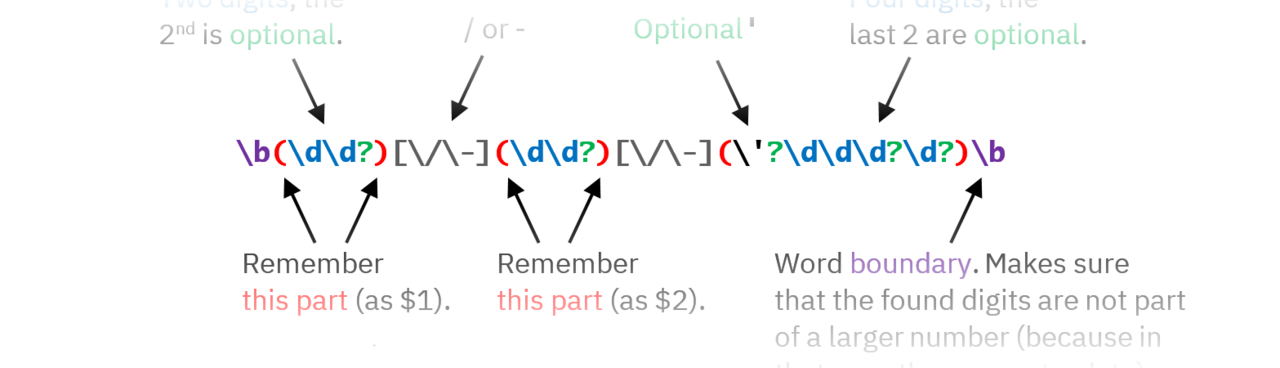 Two digits, the
2nd is optional.
/ or -
Optional '
Four digits, the
last 2 are optional.
\b(\d\d?)[\/\-](\d\d?)[\/\-](\'?\d\d\d?\d?)\b
Remember
this part (as $1).
Remember
this part (as $2).
Word boundary. Makes sure
that the found digits are not part
of a larger number (because in